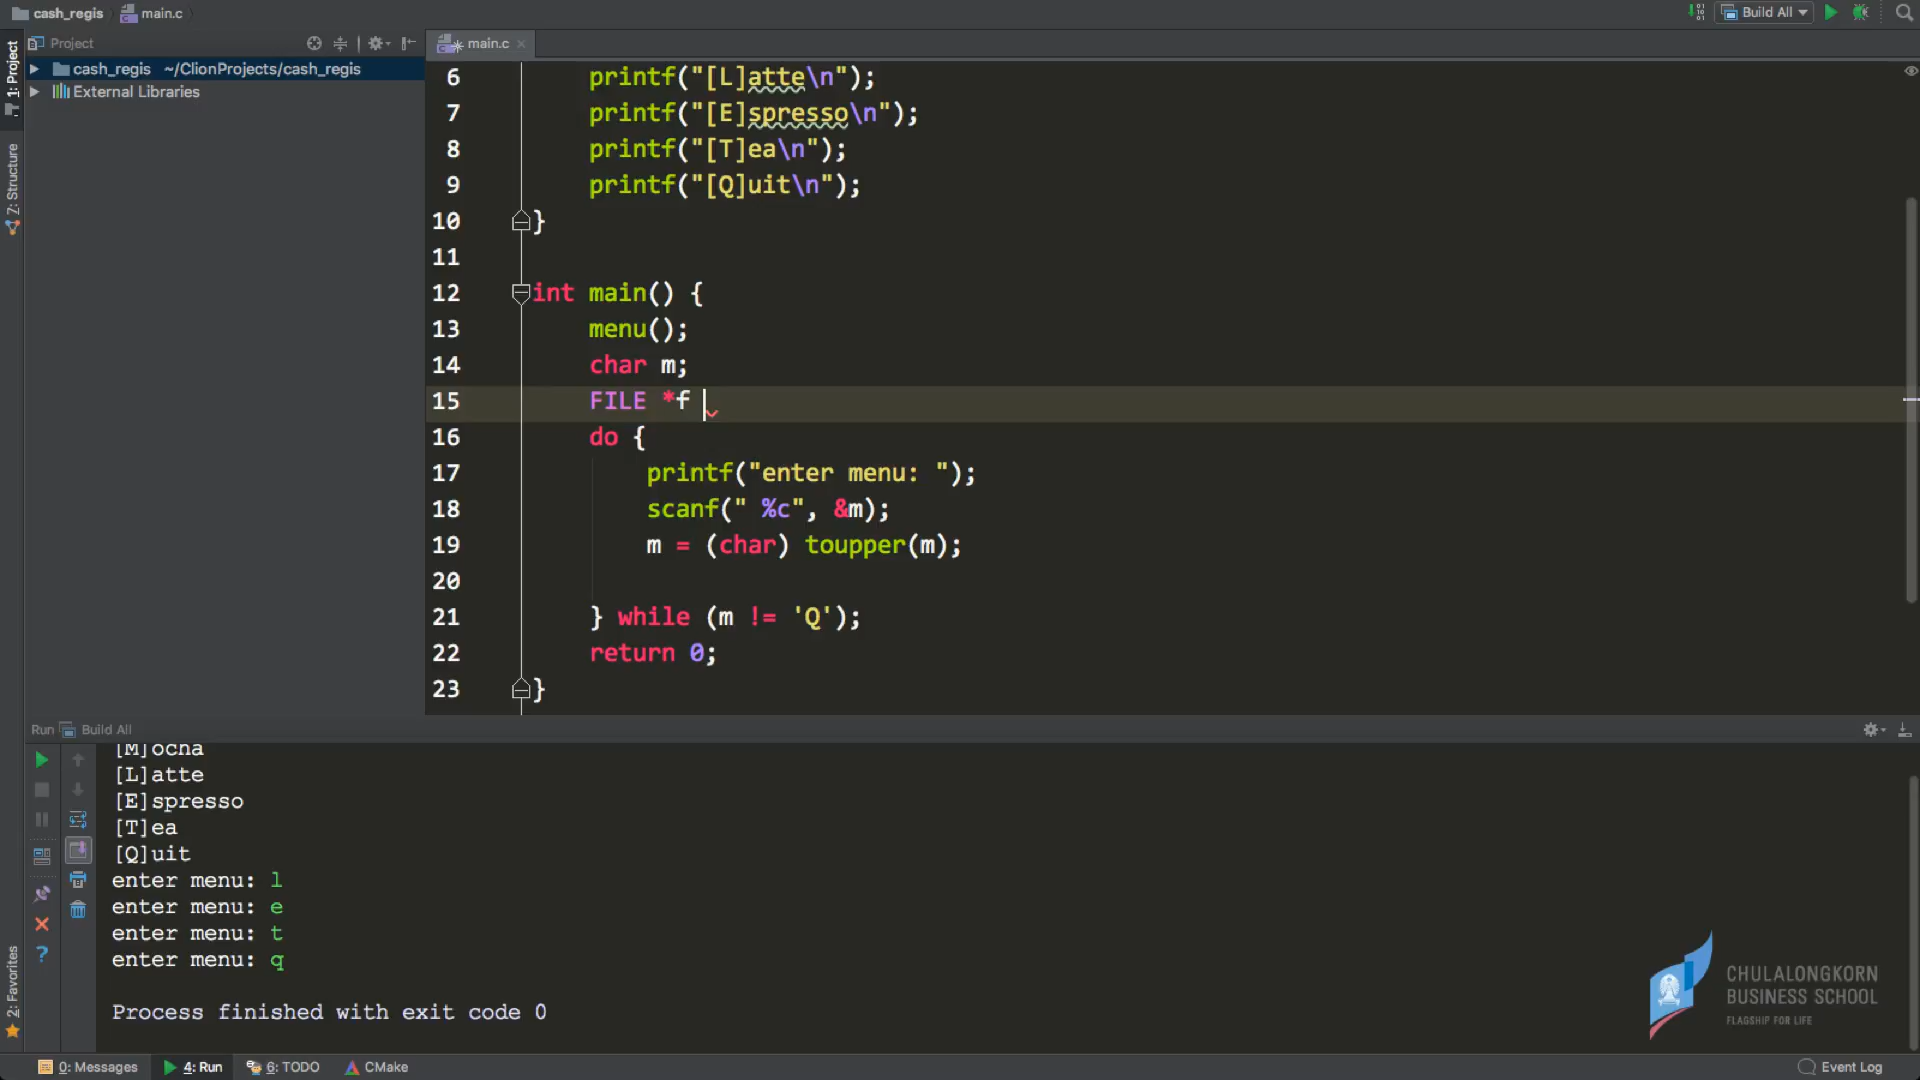 cash_regis main.c
Build All
Project
main.c
1: Project
cash_regis ~/ClionProjects/cash_regis
External Libraries
Z: Structure
6 printf("[L]atte\n");
7 printf("[E]spresso\n");
8 printf("[T]ea\n");
9 printf("[Q]uit\n");
10 }
11
12 int main() {
13 menu();
14 char m;
15 FILE *f
16 do {
17 printf("enter menu: ");
18 scanf(" %c", &m);
19 m = (char) toupper(m);
20
21 } while (m != 'Q');
22 return 0;
23 }
Run Build All
[M]ocha
[L]atte
[E]spresso
[T]ea
[Q]uit
enter menu: l
enter menu: e
enter menu: t
enter menu: q
Process finished with exit code 0
2: Favorites
CHULALONGKORN
BUSINESS SCHOOL
FLAGSHIP FOR LIFE
0: Messages 4: Run 6: TODO CMake Event Log